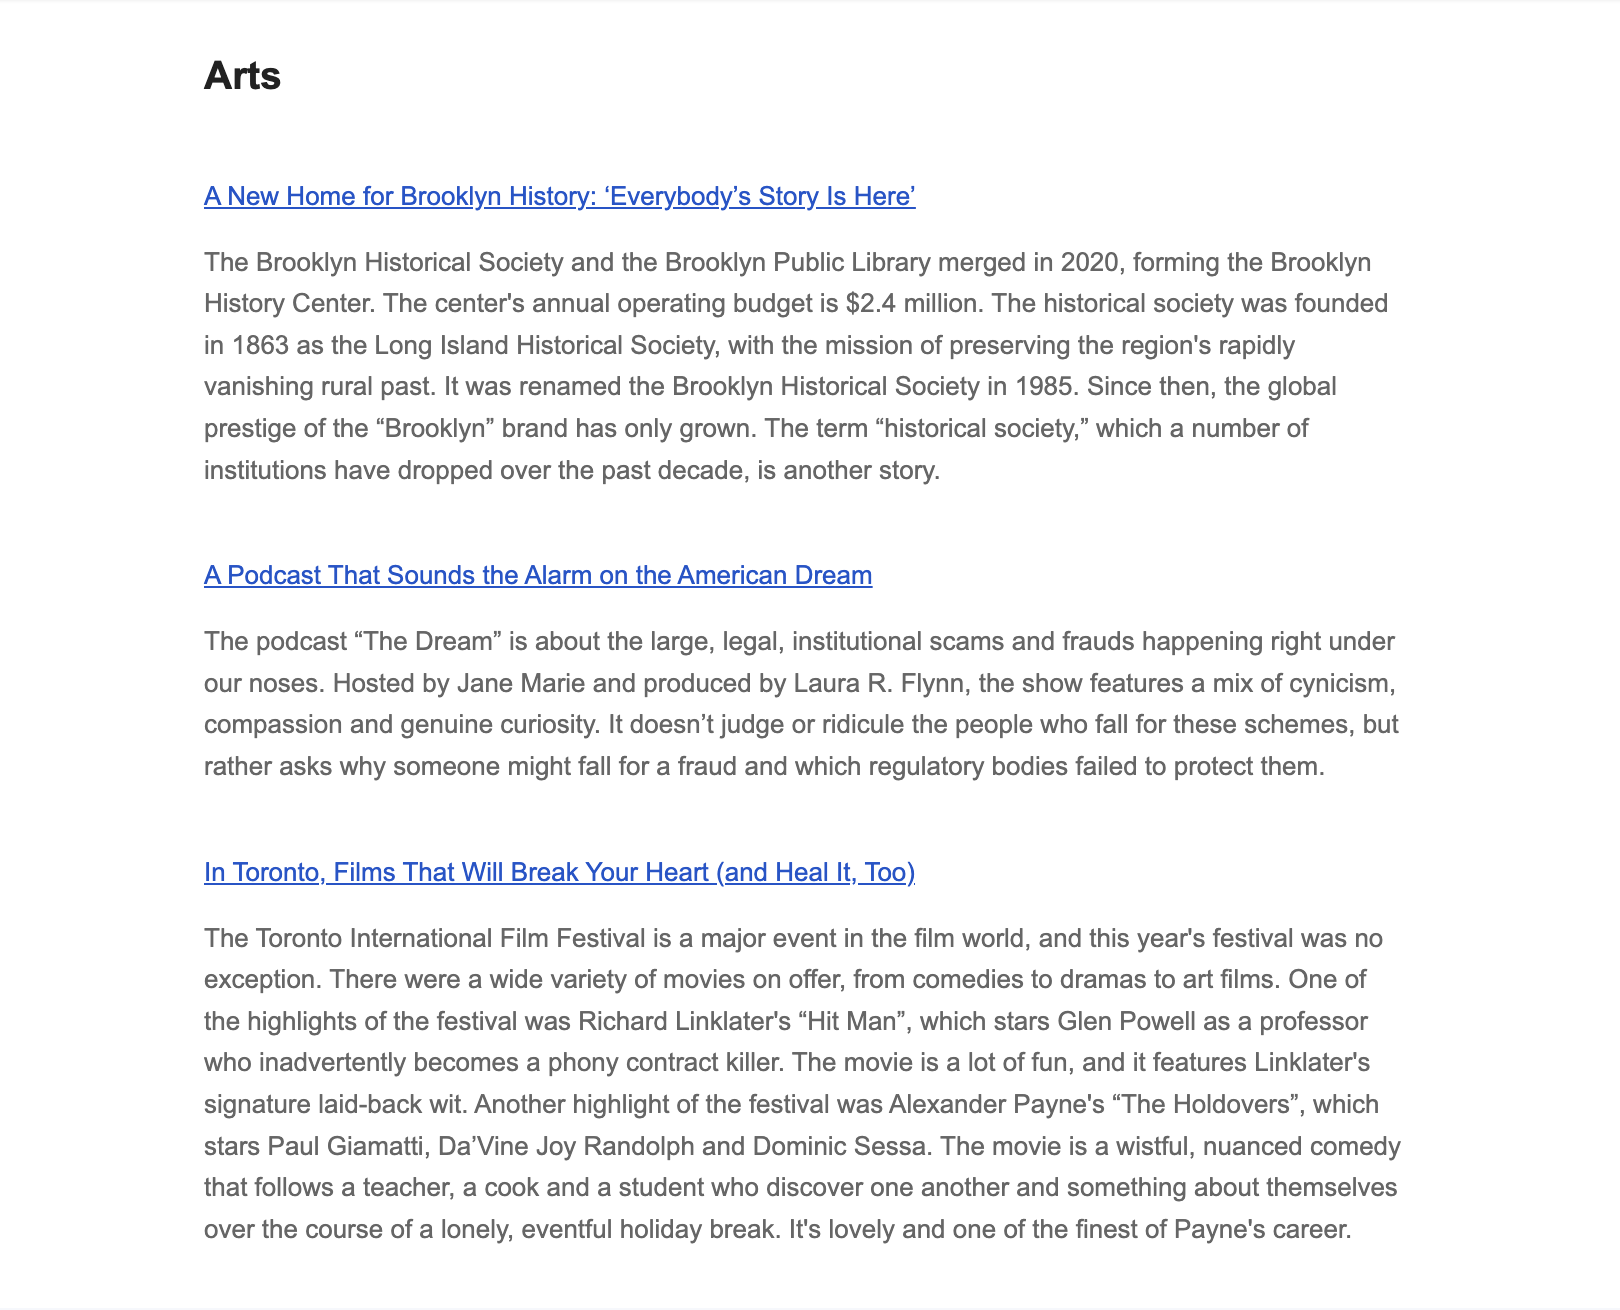 Arts
A New Home for Brooklyn History: ‘Everybody’s Story Is Here’
The Brooklyn Historical Society and the Brooklyn Public Library merged in 2020, forming the Brooklyn
History Center. The center's annual operating budget is $2.4 million. The historical society was founded
in 1863 as the Long Island Historical Society, with the mission of preserving the region's rapidly
vanishing rural past. It was renamed the Brooklyn Historical Society in 1985. Since then, the global
prestige of the “Brooklyn” brand has only grown. The term “historical society,” which a number of
institutions have dropped over the past decade, is another story.
A Podcast That Sounds the Alarm on the American Dream
The podcast “The Dream” is about the large, legal, institutional scams and frauds happening right under
our noses. Hosted by Jane Marie and produced by Laura R. Flynn, the show features a mix of cynicism,
compassion and genuine curiosity. It doesn’t judge or ridicule the people who fall for these schemes, but
rather asks why someone might fall for a fraud and which regulatory bodies failed to protect them.
In Toronto, Films That Will Break Your Heart (and Heal It, Too)
The Toronto International Film Festival is a major event in the film world, and this year's festival was no
exception. There were a wide variety of movies on offer, from comedies to dramas to art films. One of
the highlights of the festival was Richard Linklater's “Hit Man”, which stars Glen Powell as a professor
who inadvertently becomes a phony contract killer. The movie is a lot of fun, and it features Linklater's
signature laid-back wit. Another highlight of the festival was Alexander Payne's “The Holdovers”, which
stars Paul Giamatti, Da’Vine Joy Randolph and Dominic Sessa. The movie is a wistful, nuanced comedy
that follows a teacher, a cook and a student who discover one another and something about themselves
over the course of a lonely, eventful holiday break. It's lovely and one of the finest of Payne's career.